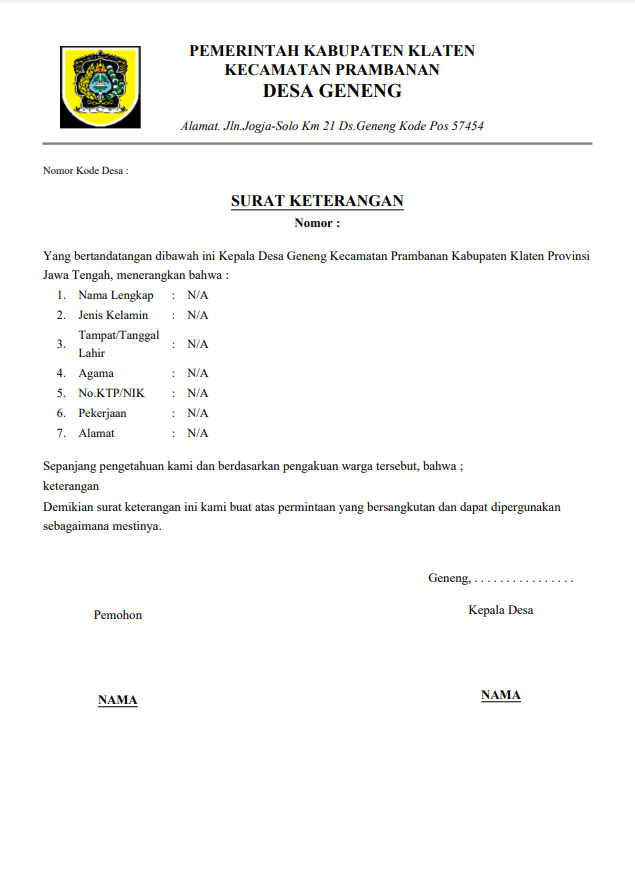 PEMERINTAH KABUPATEN KLATEN
KECAMATAN PRAMBANAN
DESA GENENG
Alamat. Jln.Jogja-Solo Km 21 Ds.Geneng Kode Pos 57454
Nomor Kode Desa :
SURAT KETERANGAN
Nomor :
Yang bertandatangan dibawah ini Kepala Desa Geneng Kecamatan Prambanan Kabupaten Klaten Provinsi
Jawa Tengah, menerangkan bahwa :
1. Nama Lengkap : N/A
2. Jenis Kelamin : N/A
3. Tampat/Tanggal Lahir : N/A
4. Agama : N/A
5. No.KTP/NIK : N/A
6. Pekerjaan : N/A
7. Alamat : N/A
Sepanjang pengetahuan kami dan berdasarkan pengakuan warga tersebut, bahwa ;
keterangan
Demikian surat keterangan ini kami buat atas permintaan yang bersangkutan dan dapat dipergunakan
sebagaimana mestinya.
Geneng, . . . . . . . . . . . . . . . .
Pemohon
Kepala Desa
NAMA
NAMA